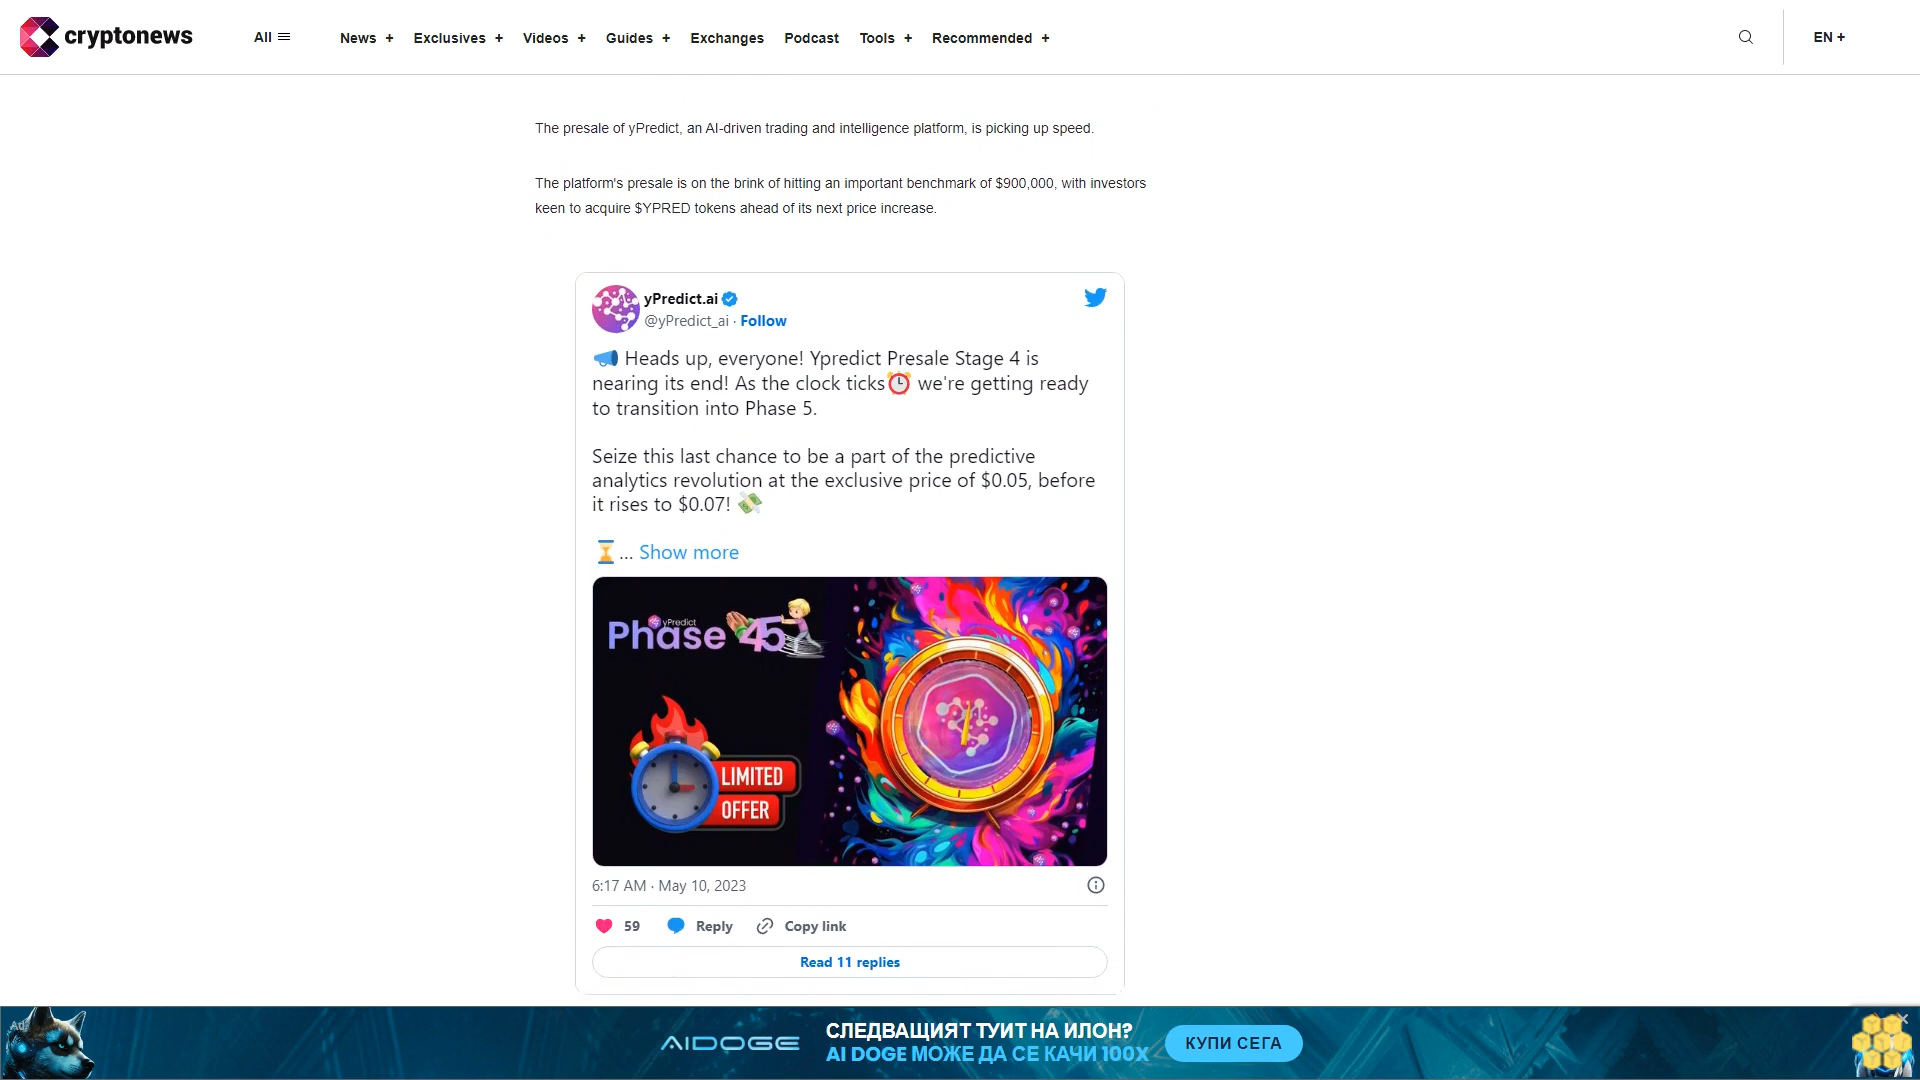 cryptonews
All
News +
Exclusives +
Videos +
Guides +
Exchanges
Podcast
Tools +
Recommended +
EN +
The presale of yPredict, an AI-driven trading and intelligence platform, is picking up speed.
The platform's presale is on the brink of hitting an important benchmark of $900,000, with investors
keen to acquire $YPRED tokens ahead of its next price increase.
yPredict.ai
@yPredict_ai · Follow
Heads up, everyone! Ypredict Presale Stage 4 is
nearing its end! As the clock ticks we're getting ready
to transition into Phase 5.
Seize this last chance to be a part of the predictive
analytics revolution at the exclusive price of $0.05, before
it rises to $0.07!
... Show more
yPredict
Phase 45
LIMITED
OFFER
6:17 AM · May 10, 2023
59
Reply
Copy link
Read 11 replies
Ad
AIDOGE
СЛЕДВАЩИЯТ ТУИТ НА ИЛОН?
AI DOGE МОЖЕ ДА СЕ КАЧИ 100X
КУПИ СЕГА